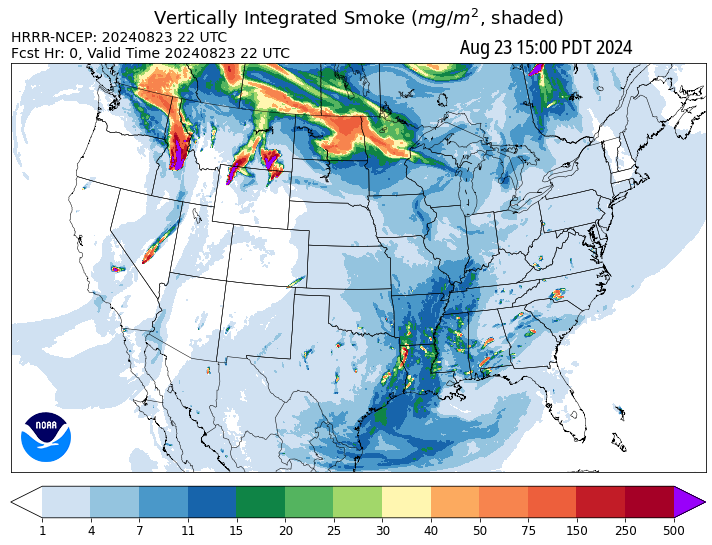 Vertically Integrated Smoke (mg/m², shaded)
HRRR-NCEP: 20240823 22 UTC
Fcst Hr: 0, Valid Time 20240823 22 UTC
Aug 23 15:00 PDT 2024
NOAA
1 4 7 11 15 20 25 30 40 50 75 150 250 500